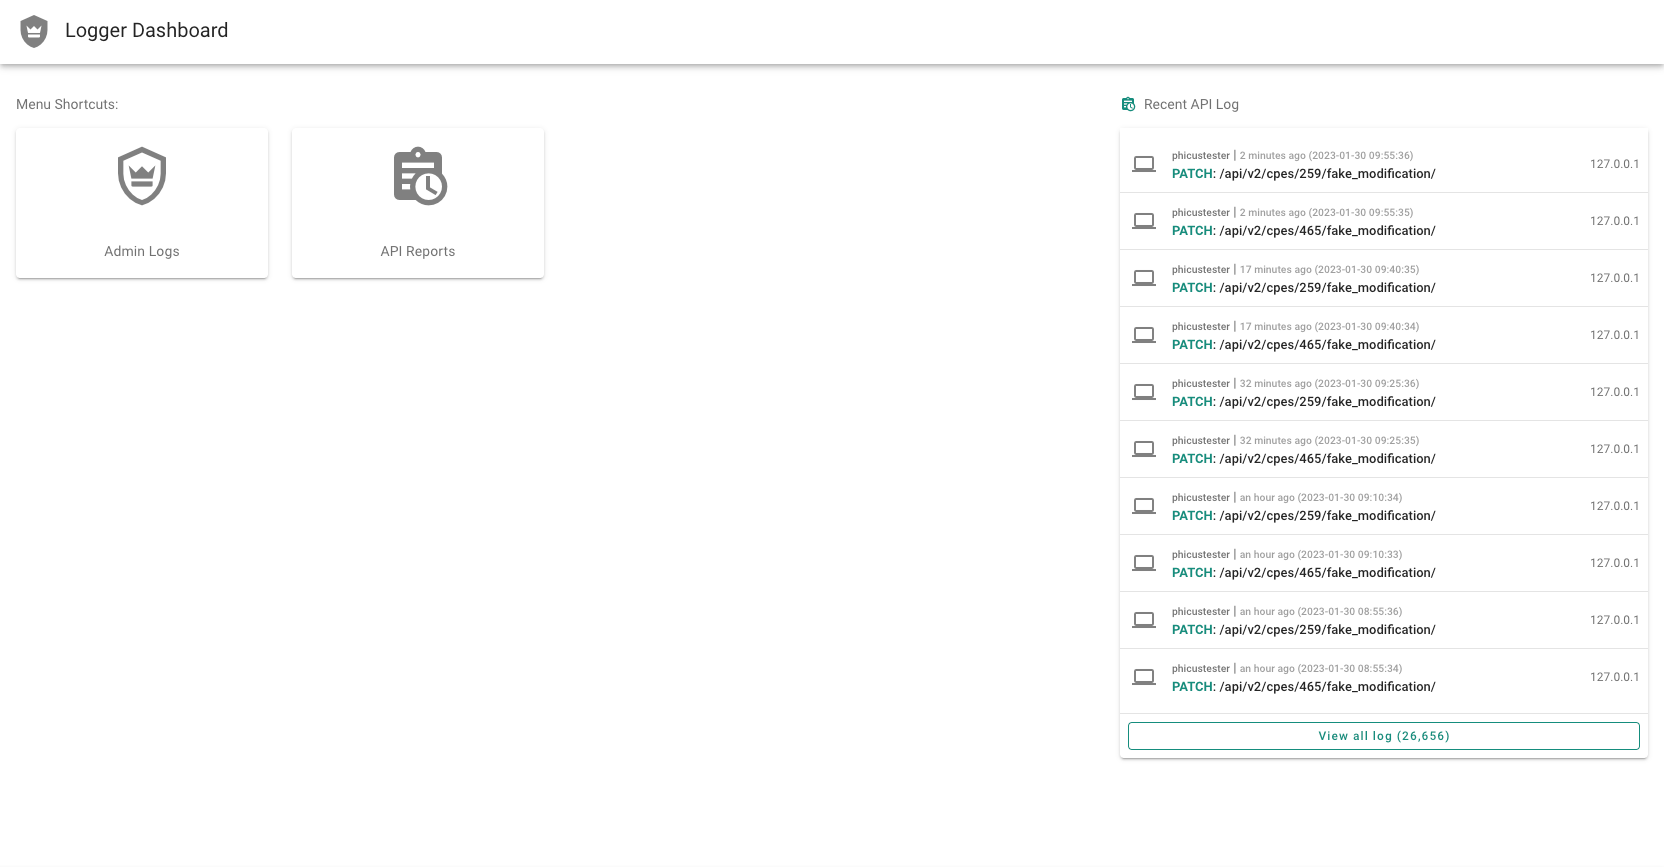 Logger Dashboard
Menu Shortcuts:
Admin Logs
API Reports
Recent API Log
phicustester | 2 minutes ago (2023-01-30 09:55:36)
PATCH: /api/v2/cpes/259/fake_modification/
127.0.0.1
phicustester | 2 minutes ago (2023-01-30 09:55:35)
PATCH: /api/v2/cpes/465/fake_modification/
127.0.0.1
phicustester | 17 minutes ago (2023-01-30 09:40:35)
PATCH: /api/v2/cpes/259/fake_modification/
127.0.0.1
phicustester | 17 minutes ago (2023-01-30 09:40:34)
PATCH: /api/v2/cpes/465/fake_modification/
127.0.0.1
phicustester | 32 minutes ago (2023-01-30 09:25:36)
PATCH: /api/v2/cpes/259/fake_modification/
127.0.0.1
phicustester | 32 minutes ago (2023-01-30 09:25:35)
PATCH: /api/v2/cpes/465/fake_modification/
127.0.0.1
phicustester | an hour ago (2023-01-30 09:10:34)
PATCH: /api/v2/cpes/259/fake_modification/
127.0.0.1
phicustester | an hour ago (2023-01-30 09:10:33)
PATCH: /api/v2/cpes/465/fake_modification/
127.0.0.1
phicustester | an hour ago (2023-01-30 08:55:36)
PATCH: /api/v2/cpes/259/fake_modification/
127.0.0.1
phicustester | an hour ago (2023-01-30 08:55:34)
PATCH: /api/v2/cpes/465/fake_modification/
127.0.0.1
View all log (26,656)